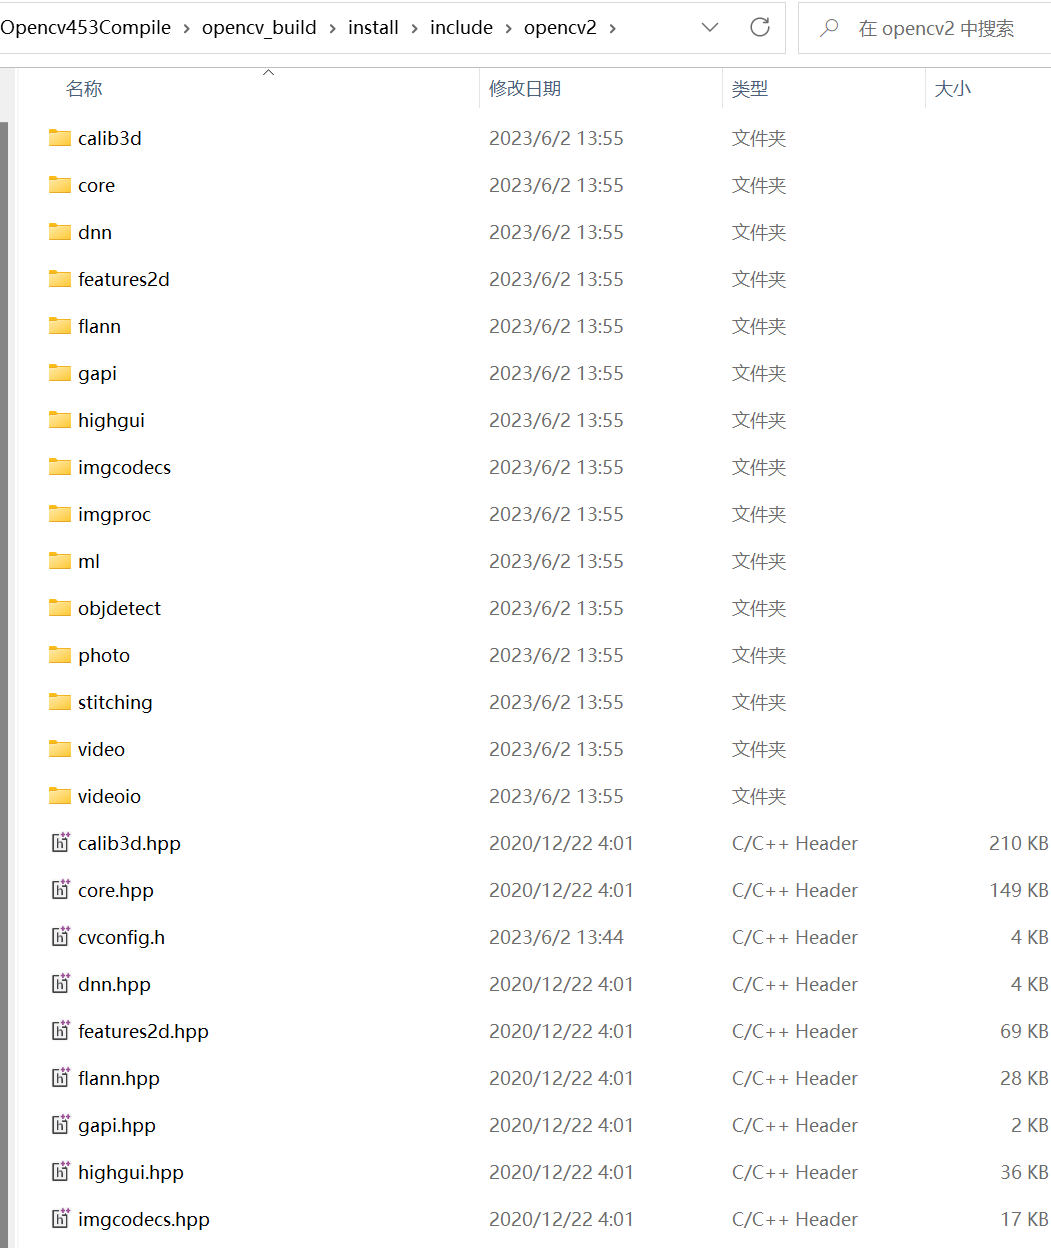 Opencv453Compile › opencv_build › install › include › opencv2 › 在 opencv2 中搜索
名称 修改日期 类型 大小
calib3d 2023/6/2 13:55 文件夹
core 2023/6/2 13:55 文件夹
dnn 2023/6/2 13:55 文件夹
features2d 2023/6/2 13:55 文件夹
flann 2023/6/2 13:55 文件夹
gapi 2023/6/2 13:55 文件夹
highgui 2023/6/2 13:55 文件夹
imgcodecs 2023/6/2 13:55 文件夹
imgproc 2023/6/2 13:55 文件夹
ml 2023/6/2 13:55 文件夹
objdetect 2023/6/2 13:55 文件夹
photo 2023/6/2 13:55 文件夹
stitching 2023/6/2 13:55 文件夹
video 2023/6/2 13:55 文件夹
videoio 2023/6/2 13:55 文件夹
calib3d.hpp 2020/12/22 4:01 C/C++ Header 210 KB
core.hpp 2020/12/22 4:01 C/C++ Header 149 KB
cvconfig.h 2023/6/2 13:44 C/C++ Header 4 KB
dnn.hpp 2020/12/22 4:01 C/C++ Header 4 KB
features2d.hpp 2020/12/22 4:01 C/C++ Header 69 KB
flann.hpp 2020/12/22 4:01 C/C++ Header 28 KB
gapi.hpp 2020/12/22 4:01 C/C++ Header 2 KB
highgui.hpp 2020/12/22 4:01 C/C++ Header 36 KB
imgcodecs.hpp 2020/12/22 4:01 C/C++ Header 17 KB